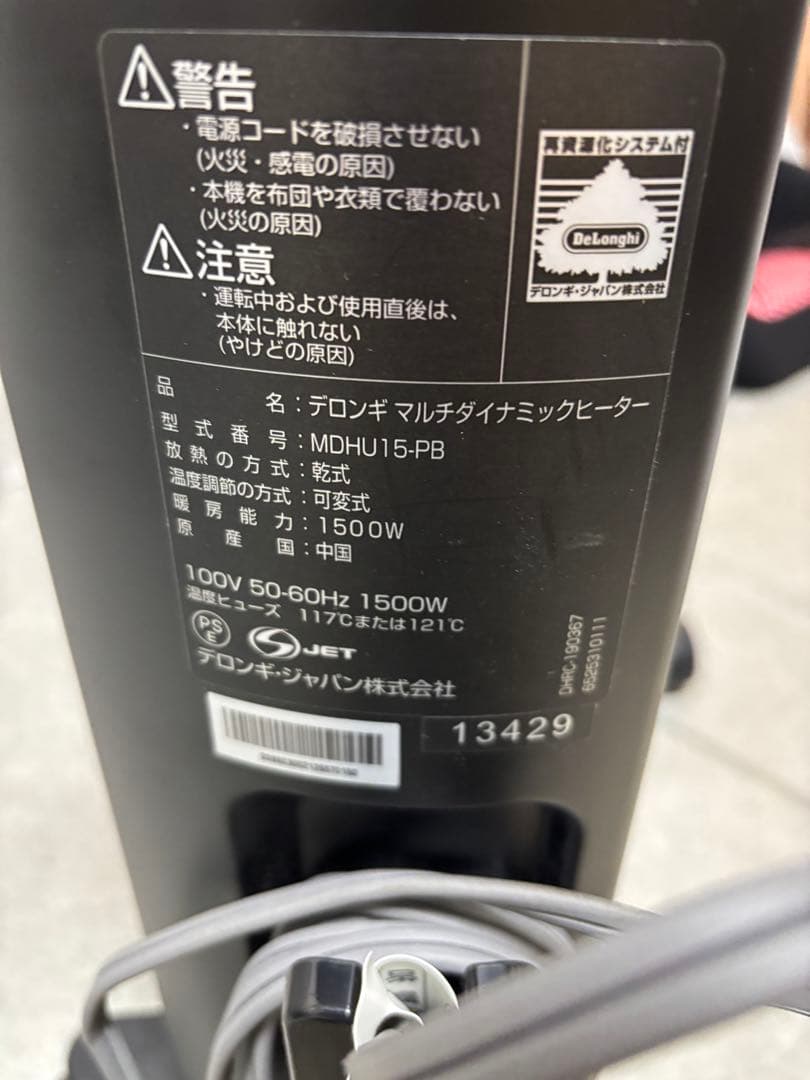 警告
・電源コードを破損させない
(火災・感電の原因)
・本機を布団や衣類で覆わない
(火災の原因)
注意
・運転中および使用直後は、
本体に触れない
(やけどの原因)
再資源化システム付
DeLonghi
デロンギ・ジャパン株式会社
品名：デロンギ マルチダイナミックヒーター
型式番号：MDHU15-PB
放熱の方式：乾式
温度調節の方式：可変式
暖房能力：1500W
原産国：中国
100V 50-60Hz 1500W
温度ヒューズ 117℃または121℃
PS
E
S JET
デロンギ・ジャパン株式会社
DHRC-190367
6525310111
13429